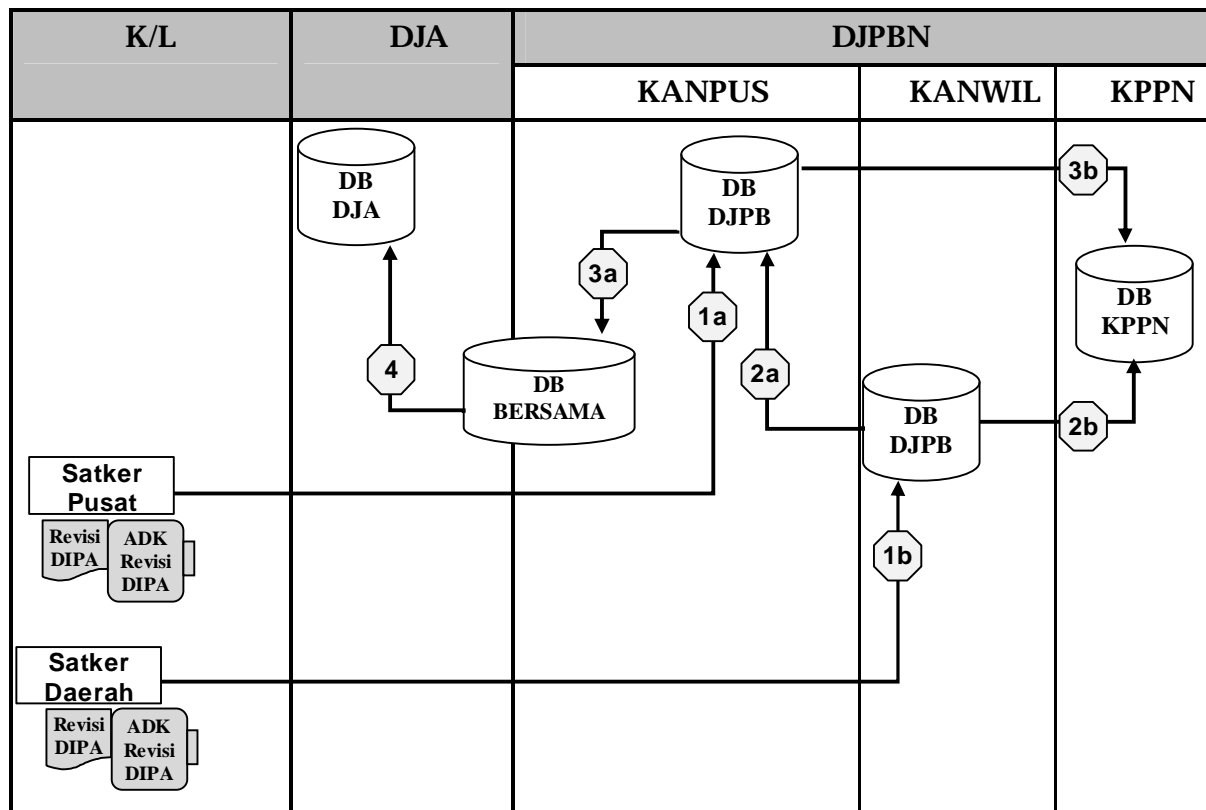 K/L
DJA
DJPBN
KANPUS
KANWIL
KPPN
DB
DJA
DB
DJPB
3b
3a
1a
DB
KPPN
4
DB
BERSAMA
2a
DB
DJPB
2b
Satker
Pusat
Revisi
DIPA
ADK
Revisi
DIPA
1b
Satker
Daerah
Revisi
DIPA
ADK
Revisi
DIPA